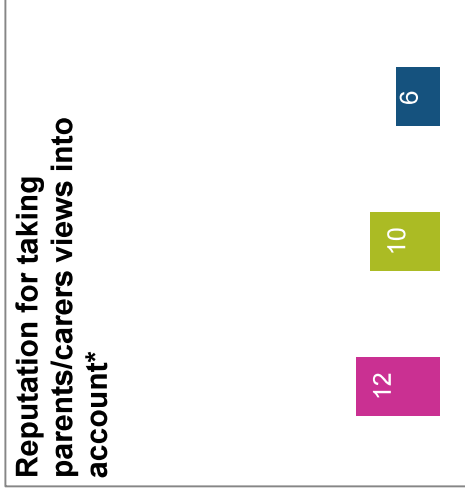 Reputation for taking
parents/carers views into
account*
12
10
6